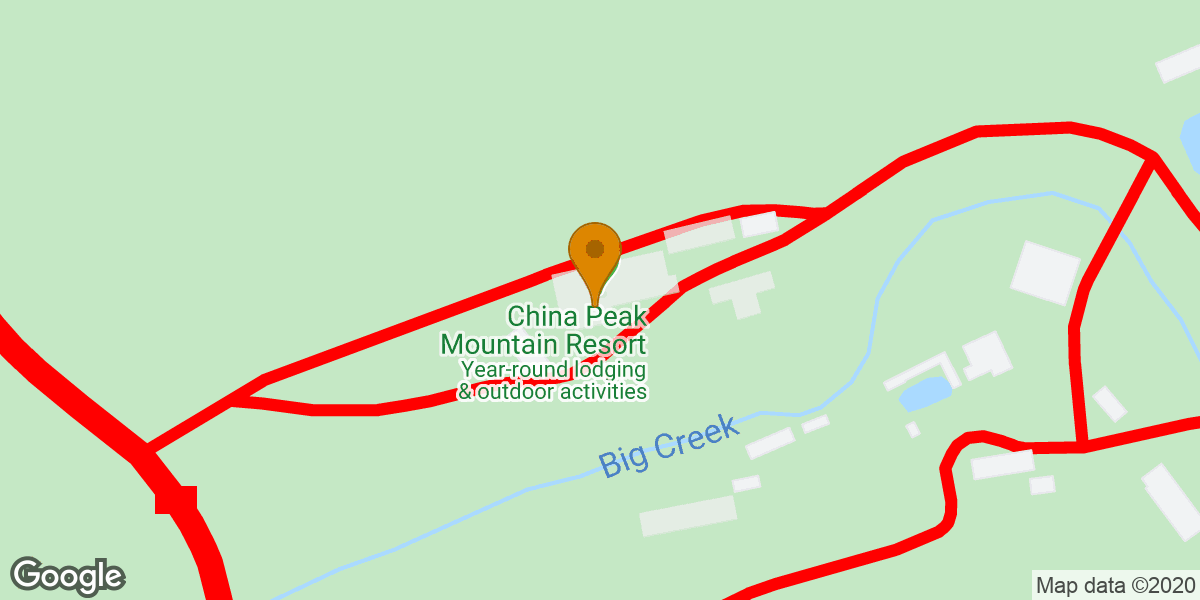 China Peak
Mountain Resort
Year-round lodging
& outdoor activities
Big Creek
Google
Map data ©2020